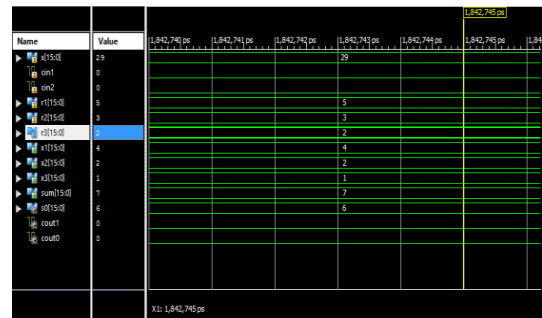 1,842,745 ps
Name Value 1,842,740 ps 1,842,741 ps 1,842,742 ps 1,842,743 ps 1,842,744 ps 1,842,745 ps 1,84
x[15:0] 29 29
cin1 0
cin2 0
r1[15:0] 5 5
r2[15:0] 3 3
r3[15:0] 2 2
x1[15:0] 4 4
x2[15:0] 2 2
x3[15:0] 1 1
sum[15:0] 7 7
s0[15:0] 6 6
cout1 0
cout0 0
X1: 1,842,745 ps